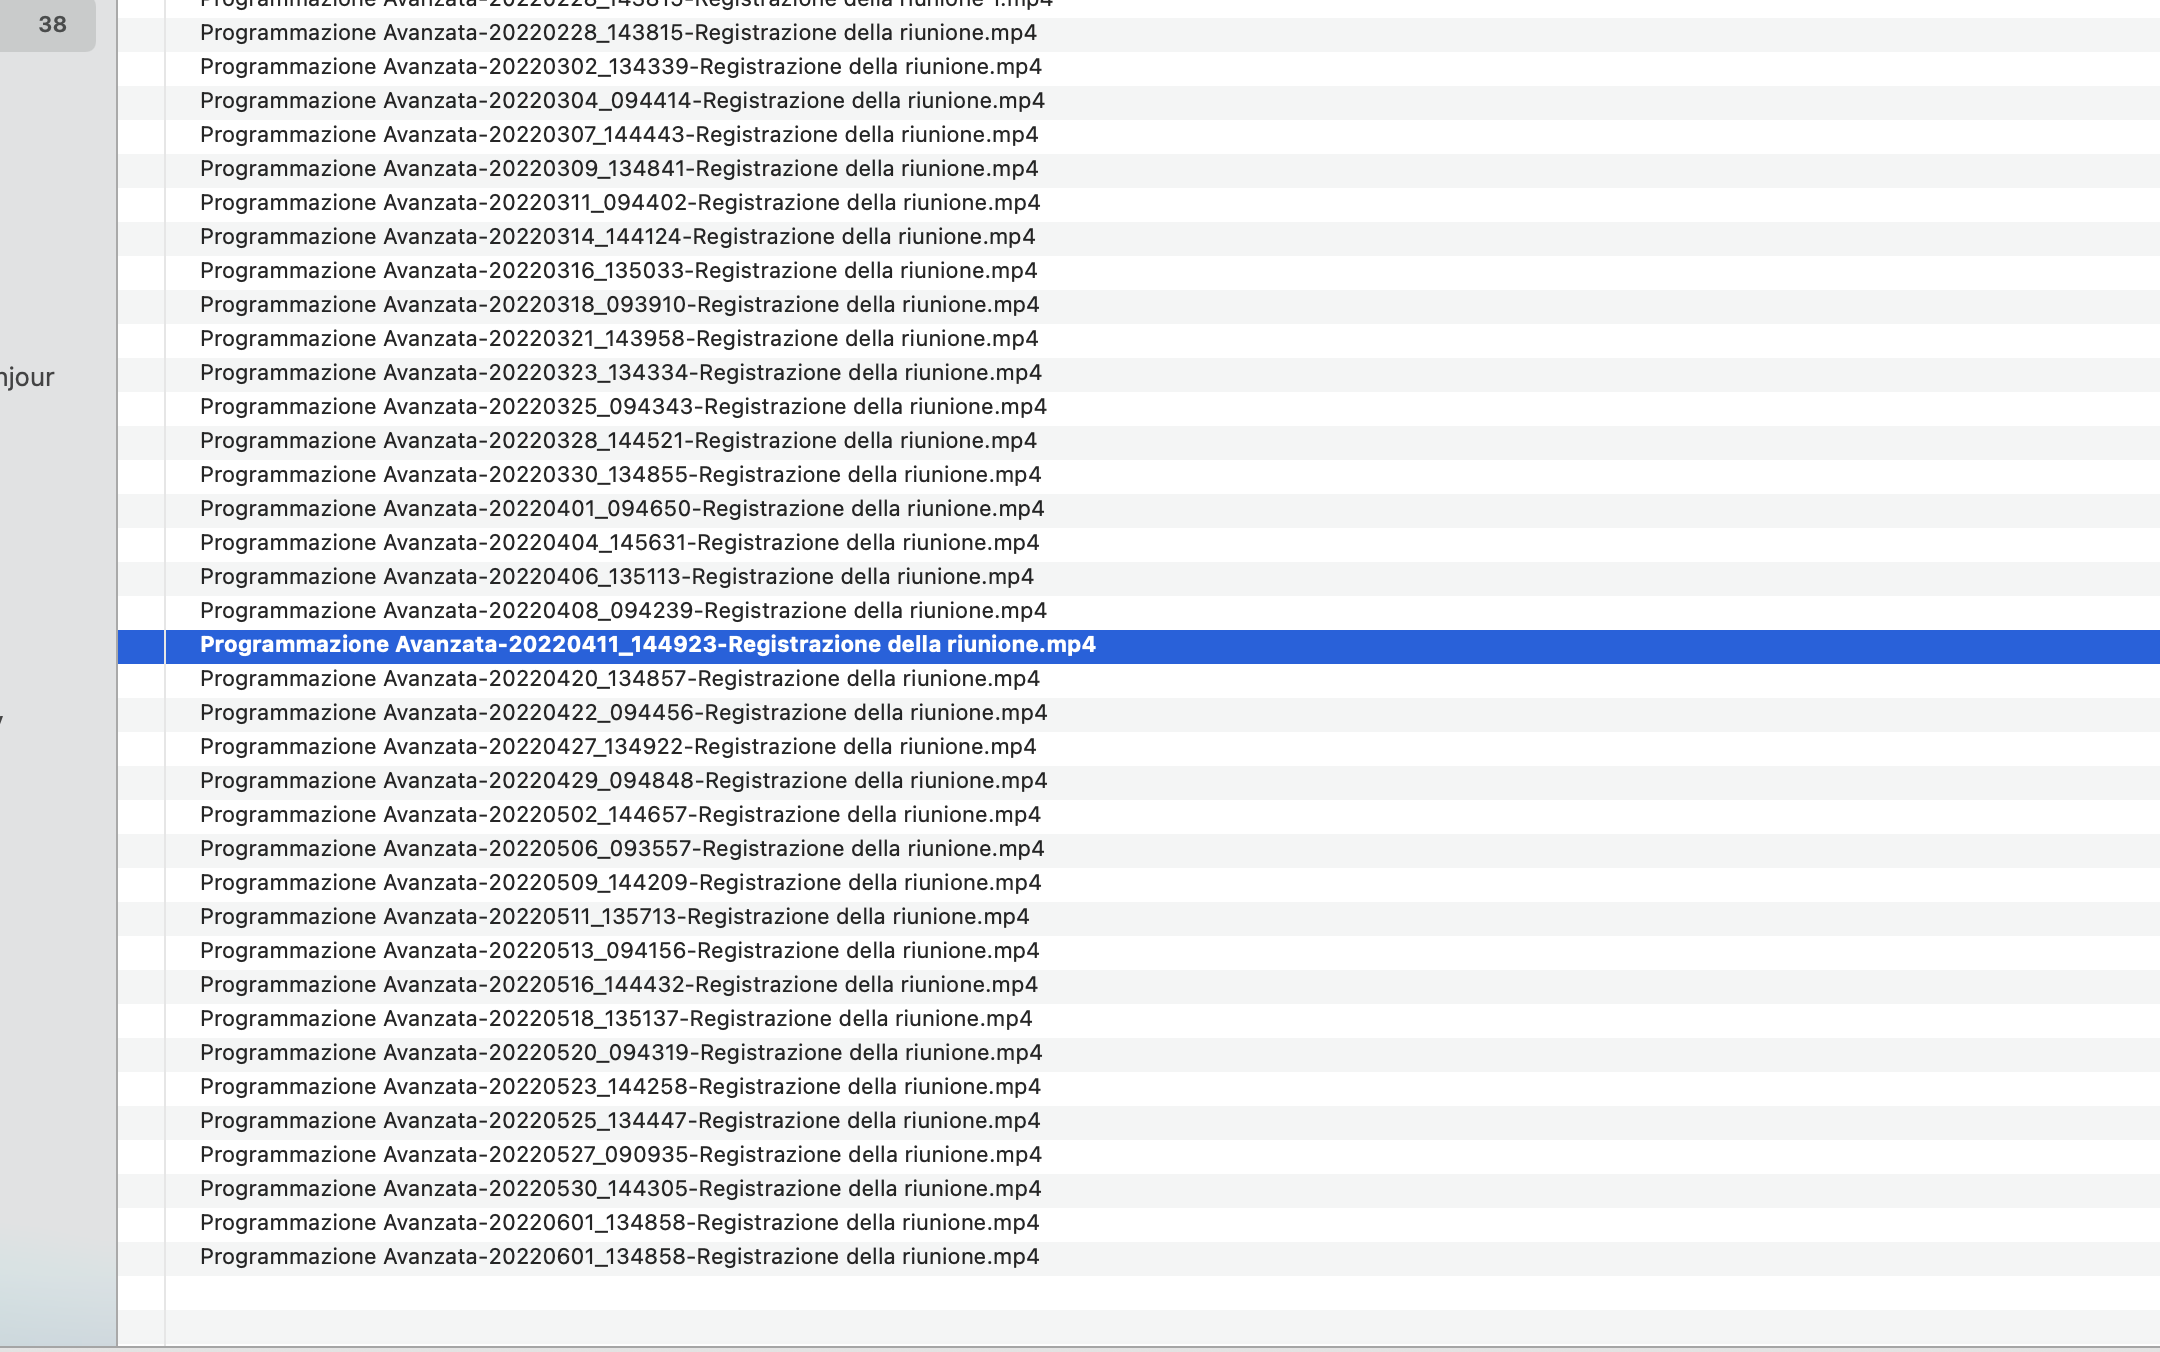 38
njour
Programmazione Avanzata-20220228_143815-Registrazione della riunione 1.mp4
Programmazione Avanzata-20220228_143815-Registrazione della riunione.mp4
Programmazione Avanzata-20220302_134339-Registrazione della riunione.mp4
Programmazione Avanzata-20220304_094414-Registrazione della riunione.mp4
Programmazione Avanzata-20220307_144443-Registrazione della riunione.mp4
Programmazione Avanzata-20220309_134841-Registrazione della riunione.mp4
Programmazione Avanzata-20220311_094402-Registrazione della riunione.mp4
Programmazione Avanzata-20220314_144124-Registrazione della riunione.mp4
Programmazione Avanzata-20220316_135033-Registrazione della riunione.mp4
Programmazione Avanzata-20220318_093910-Registrazione della riunione.mp4
Programmazione Avanzata-20220321_143958-Registrazione della riunione.mp4
Programmazione Avanzata-20220323_134334-Registrazione della riunione.mp4
Programmazione Avanzata-20220325_094343-Registrazione della riunione.mp4
Programmazione Avanzata-20220328_144521-Registrazione della riunione.mp4
Programmazione Avanzata-20220330_134855-Registrazione della riunione.mp4
Programmazione Avanzata-20220401_094650-Registrazione della riunione.mp4
Programmazione Avanzata-20220404_145631-Registrazione della riunione.mp4
Programmazione Avanzata-20220406_135113-Registrazione della riunione.mp4
Programmazione Avanzata-20220408_094239-Registrazione della riunione.mp4
Programmazione Avanzata-20220411_144923-Registrazione della riunione.mp4
Programmazione Avanzata-20220420_134857-Registrazione della riunione.mp4
Programmazione Avanzata-20220422_094456-Registrazione della riunione.mp4
Programmazione Avanzata-20220427_134922-Registrazione della riunione.mp4
Programmazione Avanzata-20220429_094848-Registrazione della riunione.mp4
Programmazione Avanzata-20220502_144657-Registrazione della riunione.mp4
Programmazione Avanzata-20220506_093557-Registrazione della riunione.mp4
Programmazione Avanzata-20220509_144209-Registrazione della riunione.mp4
Programmazione Avanzata-20220511_135713-Registrazione della riunione.mp4
Programmazione Avanzata-20220513_094156-Registrazione della riunione.mp4
Programmazione Avanzata-20220516_144432-Registrazione della riunione.mp4
Programmazione Avanzata-20220518_135137-Registrazione della riunione.mp4
Programmazione Avanzata-20220520_094319-Registrazione della riunione.mp4
Programmazione Avanzata-20220523_144258-Registrazione della riunione.mp4
Programmazione Avanzata-20220525_134447-Registrazione della riunione.mp4
Programmazione Avanzata-20220527_090935-Registrazione della riunione.mp4
Programmazione Avanzata-20220530_144305-Registrazione della riunione.mp4
Programmazione Avanzata-20220601_134858-Registrazione della riunione.mp4
Programmazione Avanzata-20220601_134858-Registrazione della riunione.mp4